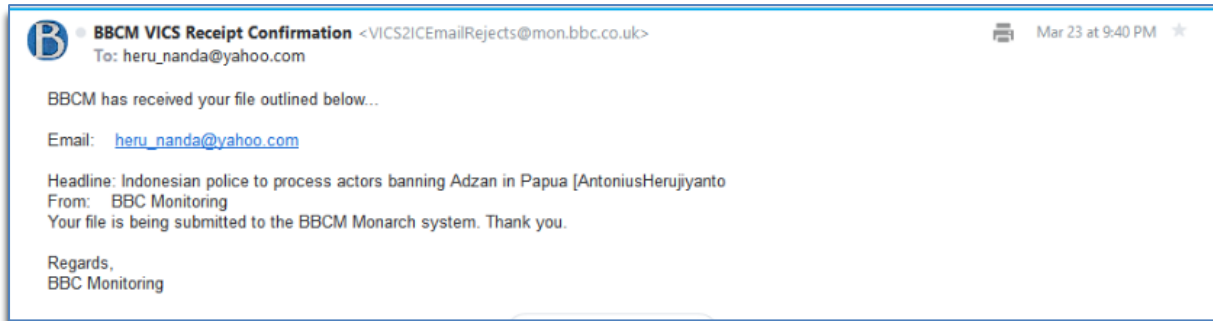 B
BBCM VICS Receipt Confirmation <VICS2ICEmailRejects@mon.bbc.co.uk> Mar 23 at 9:40 PM
To: heru_nanda@yahoo.com
BBCM has received your file outlined below...
Email: heru_nanda@yahoo.com
Headline: Indonesian police to process actors banning Adzan in Papua [AntoniusHerujiyanto
From: BBC Monitoring
Your file is being submitted to the BBCM Monarch system. Thank you.
Regards,
BBC Monitoring